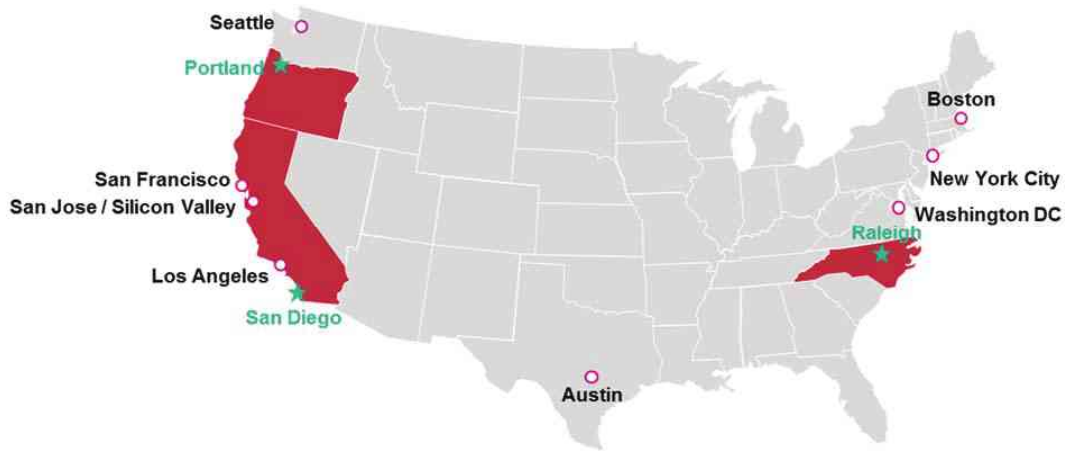 Seattle
Portland
Boston
New York City
San Francisco
San Jose / Silicon Valley
Washington DC
Raleigh
Los Angeles
San Diego
Austin